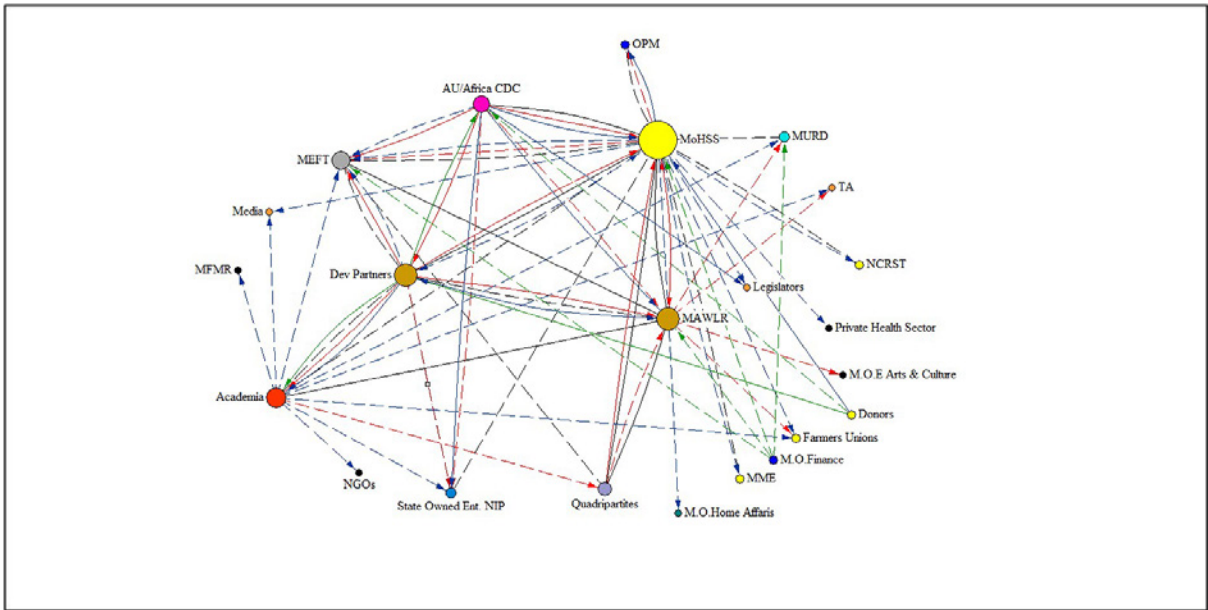 OPM
AU/Africa CDC
MoHSS
MURD
MEFT
TA
Media
MFMR
Dev Partners
NCRST
Legislators
MAWLR
Private Health Sector
M.O.E Arts & Culture
Academia
Donors
Farmers Unions
M.O.Finance
NGOs
MME
State Owned Ent. NIP
Quadripartites
M.O.Home Affaris